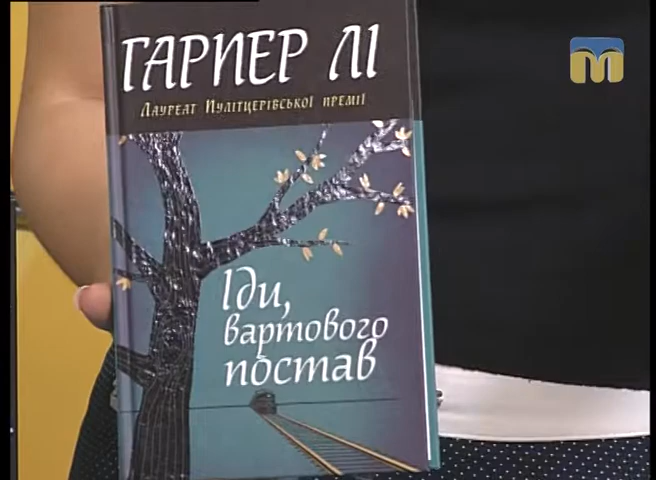 ГАРПЕР ЛІ
Лауреат Пулітцерівської премії
Іди,
вартового
постав